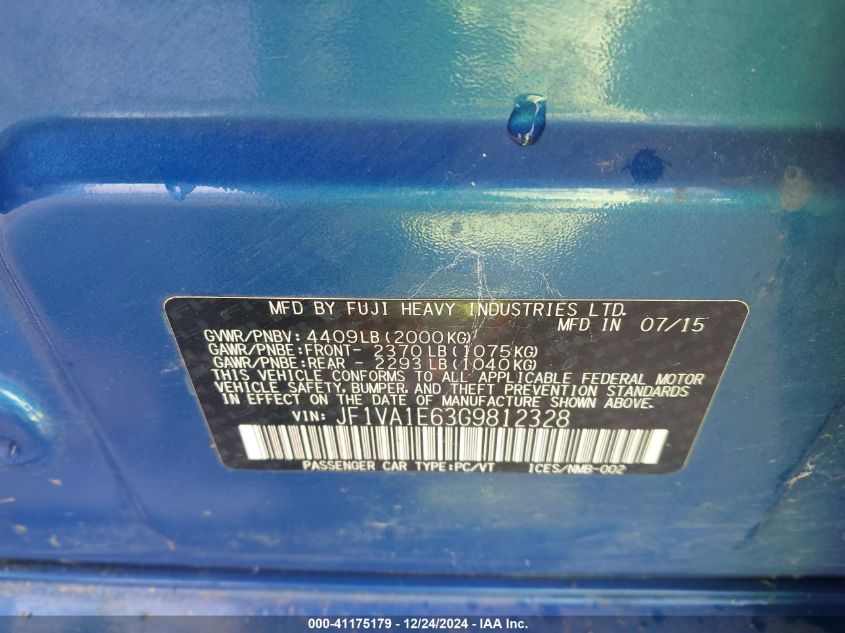 MFD BY FUJI HEAVY INDUSTRIES LTD.
MFD IN 07/15
GVWR/PNBV: 4409LB(2000KG)
GAWR/PNBE:FRONT- 2370LB(1075KG)
GAWR/PNBE:REAR - 2293LB(1040KG)
THIS VEHICLE CONFORMS TO ALL APPLICABLE FEDERAL MOTOR
VEHICLE SAFETY, BUMPER, AND THEFT PREVENTION STANDARDS
IN EFFECT ON THE DATE OF MANUFACTURE SHOWN ABOVE.
VIN: JF1VA1E63G9812328
PASSENGER CAR TYPE:PC/VT ICES/NMB-002
000-41175179 - 12/24/2024 - IAA Inc.